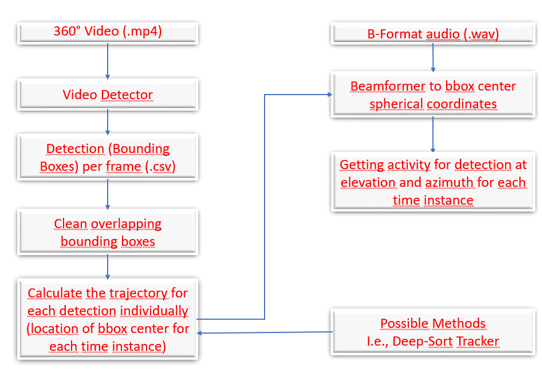 360° Video (.mp4)
Video Detector
Detection (Bounding
Boxes) per frame (.csv)
Clean overlapping
bounding boxes
Calculate the trajectory for
each detection individually
(location of bbox center for
each time instance)
B-Format audio (.wav)
Beamformer to bbox center
spherical coordinates
Getting activity for detection at
elevation and azimuth for each
time instance
Possible Methods
I.e., Deep-Sort Tracker